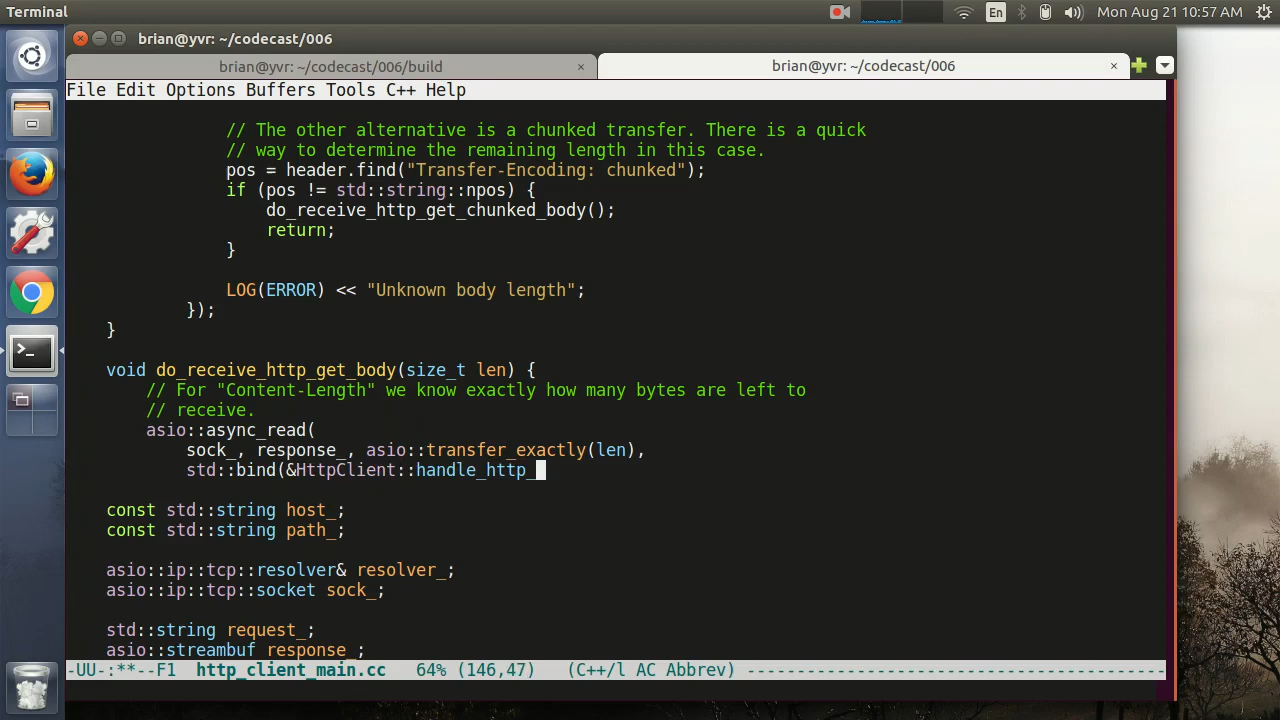 Terminal
En
Mon Aug 21 10:57 AM
brian@yvr: ~/codecast/006
brian@yvr: ~/codecast/006/build ×
brian@yvr: ~/codecast/006 ×
File Edit Options Buffers Tools C++ Help
// The other alternative is a chunked transfer. There is a quick
// way to determine the remaining length in this case.
pos = header.find("Transfer-Encoding: chunked");
if (pos != std::string::npos) {
do_receive_http_get_chunked_body();
return;
}
LOG(ERROR) << "Unknown body length";
});
}
void do_receive_http_get_body(size_t len) {
// For "Content-Length" we know exactly how many bytes are left to
// receive.
asio::async_read(
sock_, response_, asio::transfer_exactly(len),
std::bind(&HttpClient::handle_http_
const std::string host_;
const std::string path_;
asio::ip::tcp::resolver& resolver_;
asio::ip::tcp::socket sock_;
std::string request_;
asio::streambuf response_;
-UU-:**--F1 http_client_main.cc 64% (146,47) (C++/l AC Abbrev) -------------------------------------------